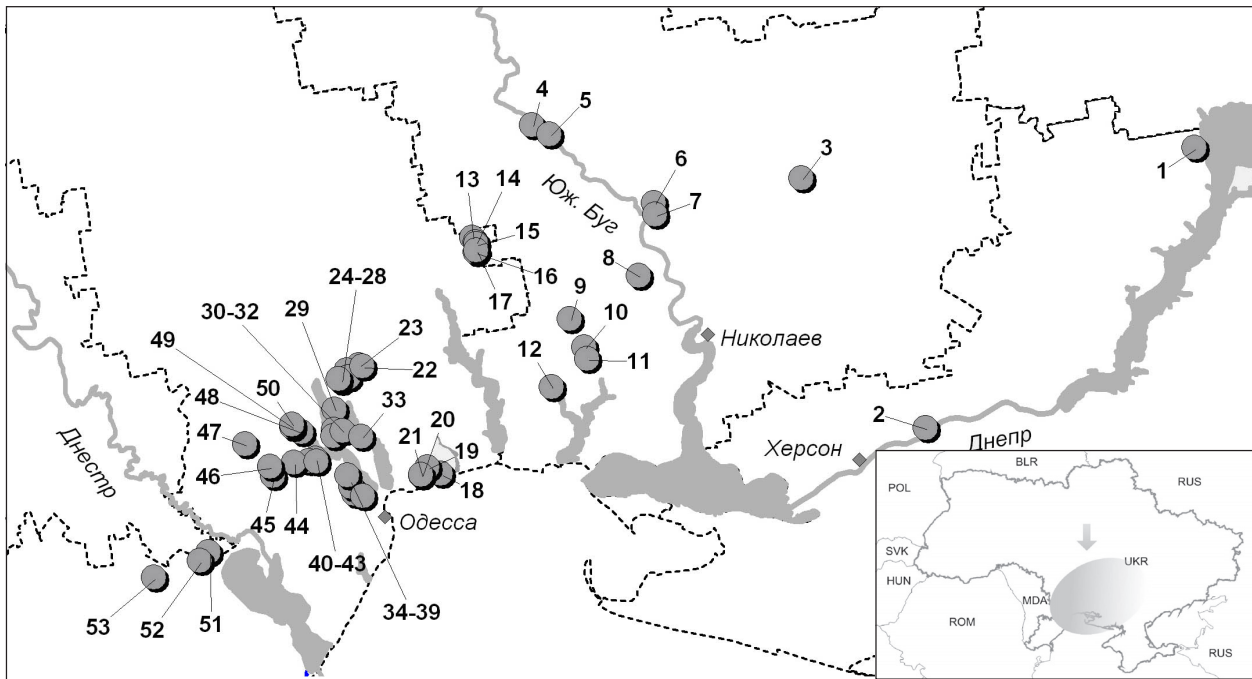 4
5
6
3
1
13
14
Юж. Буг
7
15
8
16
24-28
9
17
30-32
29
10
23
Николаев
49
12
11
22
50
48
33
20
2
47
21
19
Херсон
Днепр
Днестр
46
18
45
44
Одесса
40-43
34-39
53
52
51
BLR
POL
RUS
SVK
UKR
HUN
MDA
ROM
RUS